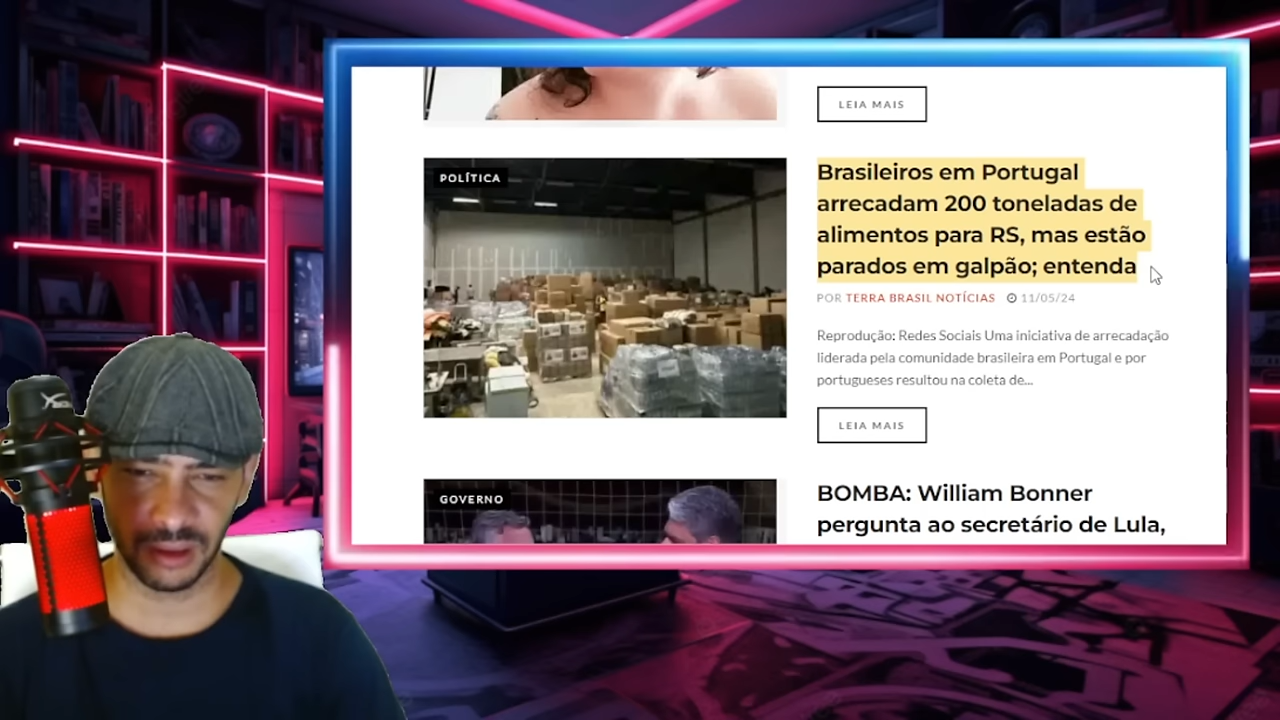 LEIA MAIS
POLÍTICA
Brasileiros em Portugal
arrecadam 200 toneladas de
alimentos para RS, mas estão
parados em galpão; entenda
POR TERRA BRASIL NOTÍCIAS 11/05/24
Reprodução: Redes Sociais Uma iniciativa de arrecadação
liderada pela comunidade brasileira em Portugal e por
portugueses resultou na coleta de...
LEIA MAIS
GOVERNO
BOMBA: William Bonner
pergunta ao secretário de Lula,